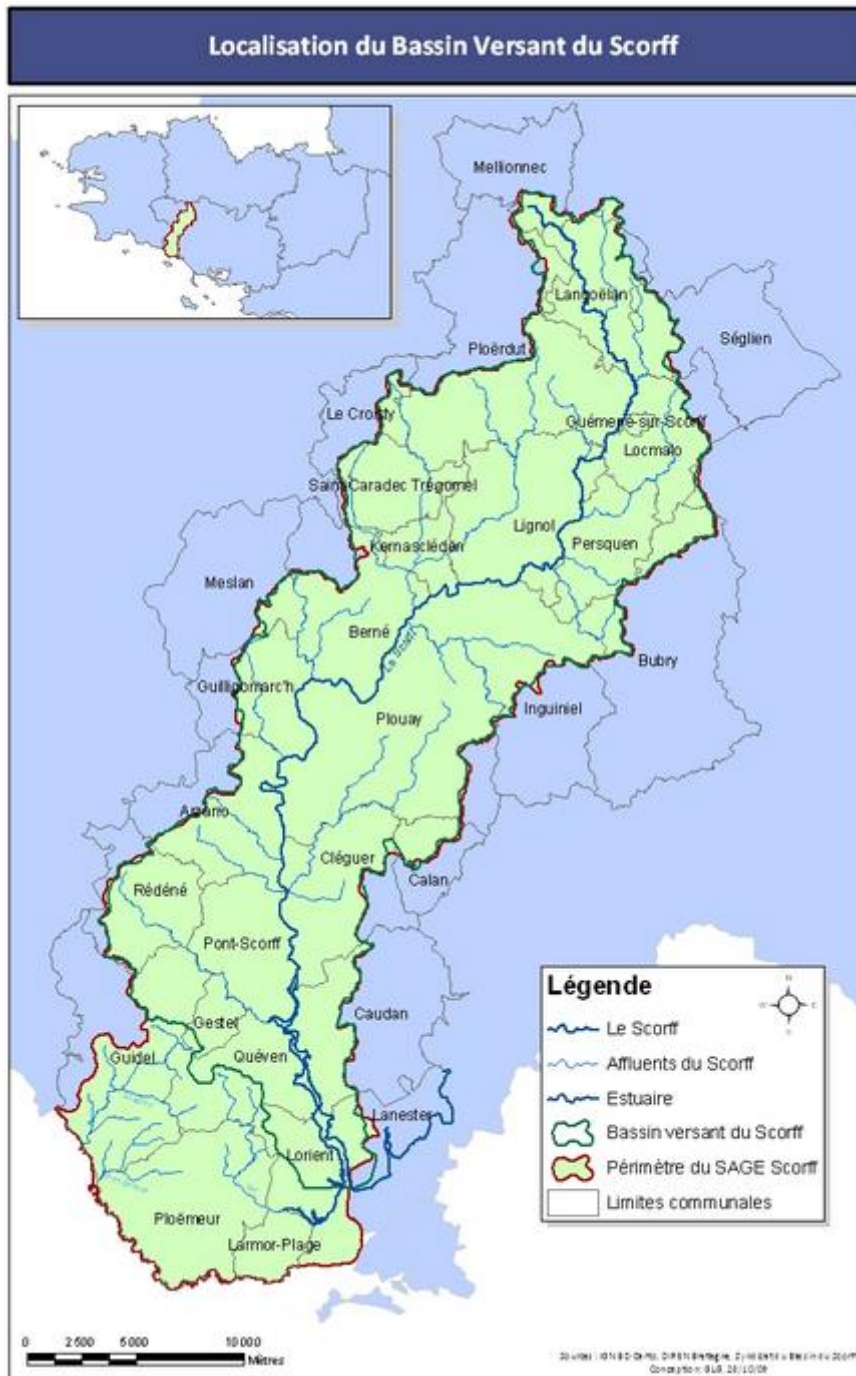 Localisation du Bassin Versant du Scorff
Mellionnec
Langoëlan
Séglien
Ploërdut
Le Croisty
Guémené-sur-Scorff
Locmalo
Saint-Caradec Trégomel
Lignol
Persquen
Kernascléden
Meslan
Berné
Le Scorff
Bubry
Guilligomarc'h
Inguiniel
Plouay
Arzano
Cléguer
Calan
Rédéné
Pont-Scorff
Caudan
Gestel
Guidel
Quéven
Lanester
Lorient
Ploëmeur
Larmor-Plage
Légende
N
E
S
Le Scorff
Affluents du Scorff
Estuaire
Bassin versant du Scorff
Périmètre du SAGE Scorff
Limites communales
0 2 500 5 000 10 000
Mètres